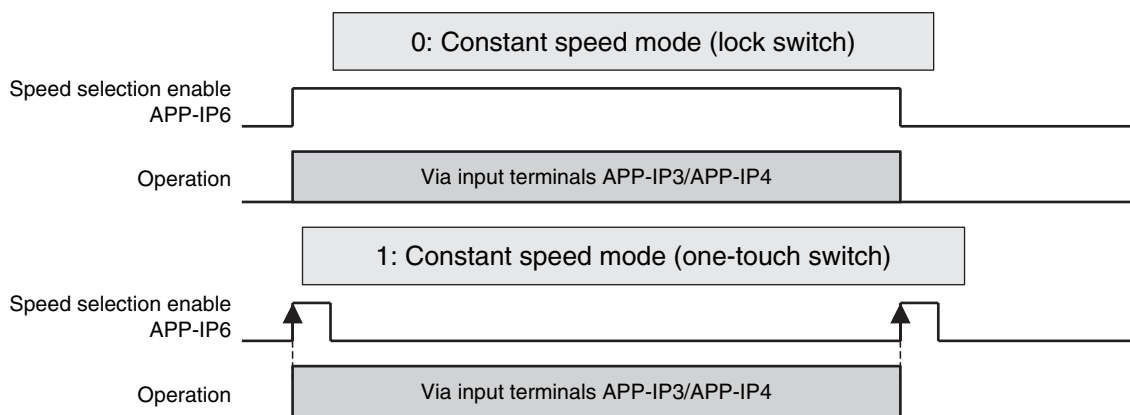 0: Constant speed mode (lock switch)
Speed selection enable
APP-IP6
Operation
Via input terminals APP-IP3/APP-IP4
1: Constant speed mode (one-touch switch)
Speed selection enable
APP-IP6
Operation
Via input terminals APP-IP3/APP-IP4